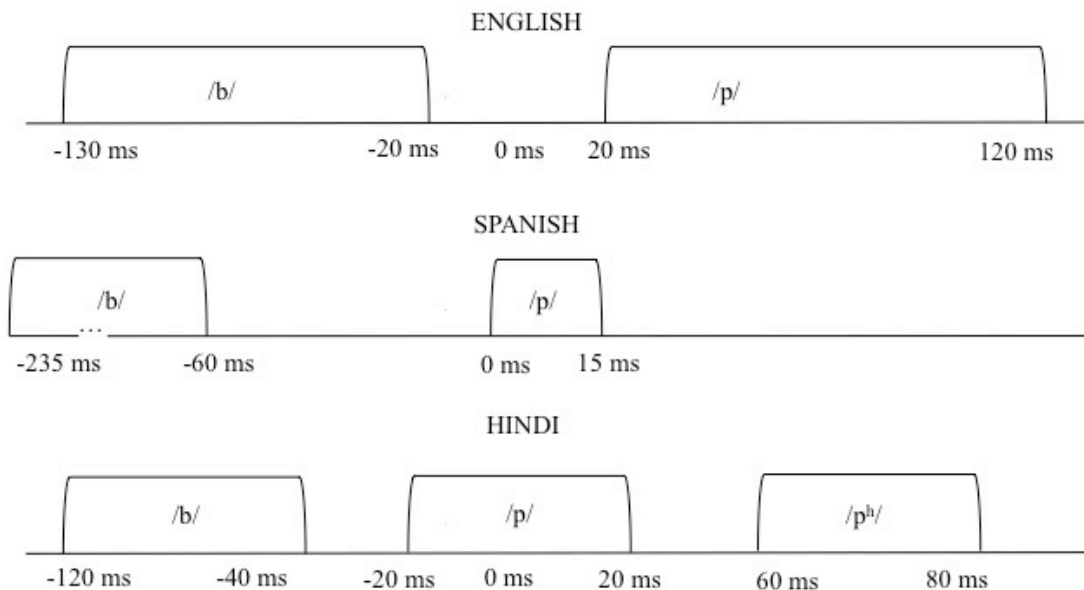 ENGLISH
/b/ /p/
-130 ms -20 ms 0 ms 20 ms 120 ms
SPANISH
/b/ /p/
...
-235 ms -60 ms 0 ms 15 ms
HINDI
/b/ /p/ /pʰ/
-120 ms -40 ms -20 ms 0 ms 20 ms 60 ms 80 ms